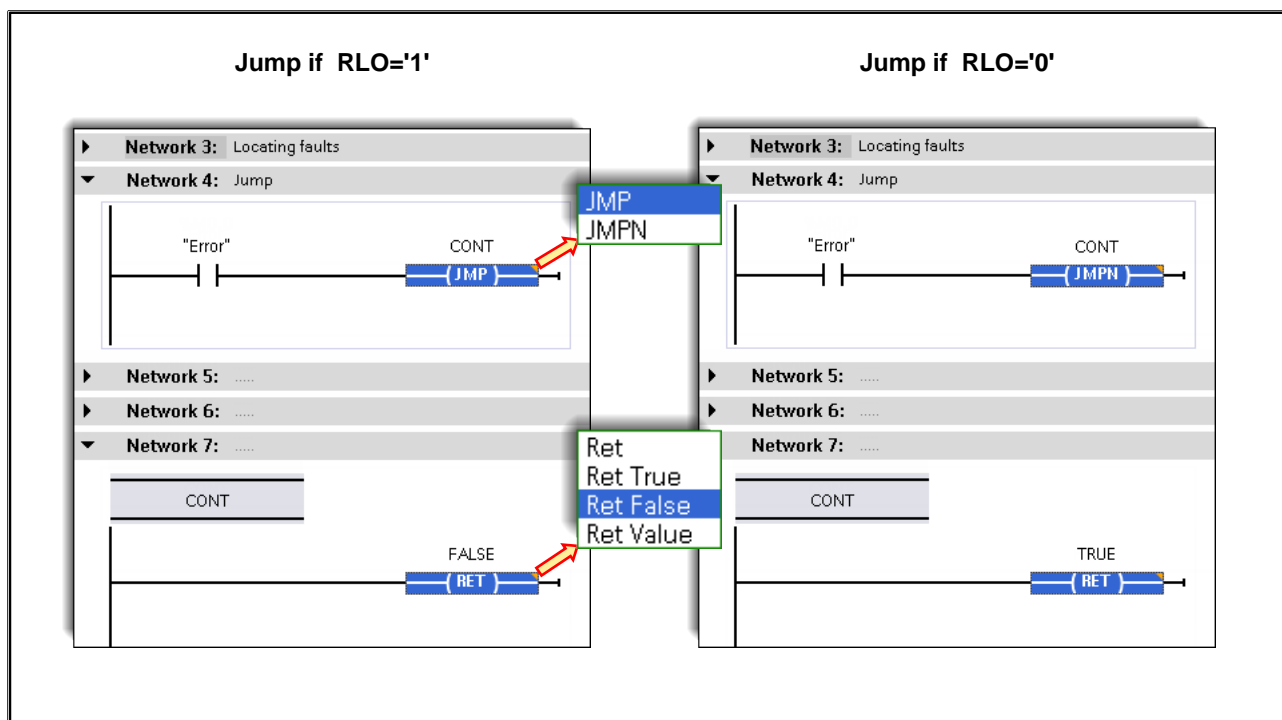 Jump if RLO='1'
Jump if RLO='0'
Network 3: Locating faults
Network 4: Jump
"Error"
CONT
(JMP)
Network 5: .....
Network 6: .....
Network 7: .....
CONT
FALSE
(RET)
JMP
JMPN
Ret
Ret True
Ret False
Ret Value
Network 3: Locating faults
Network 4: Jump
"Error"
CONT
(JMPN)
Network 5: .....
Network 6: .....
Network 7: .....
CONT
TRUE
(RET)